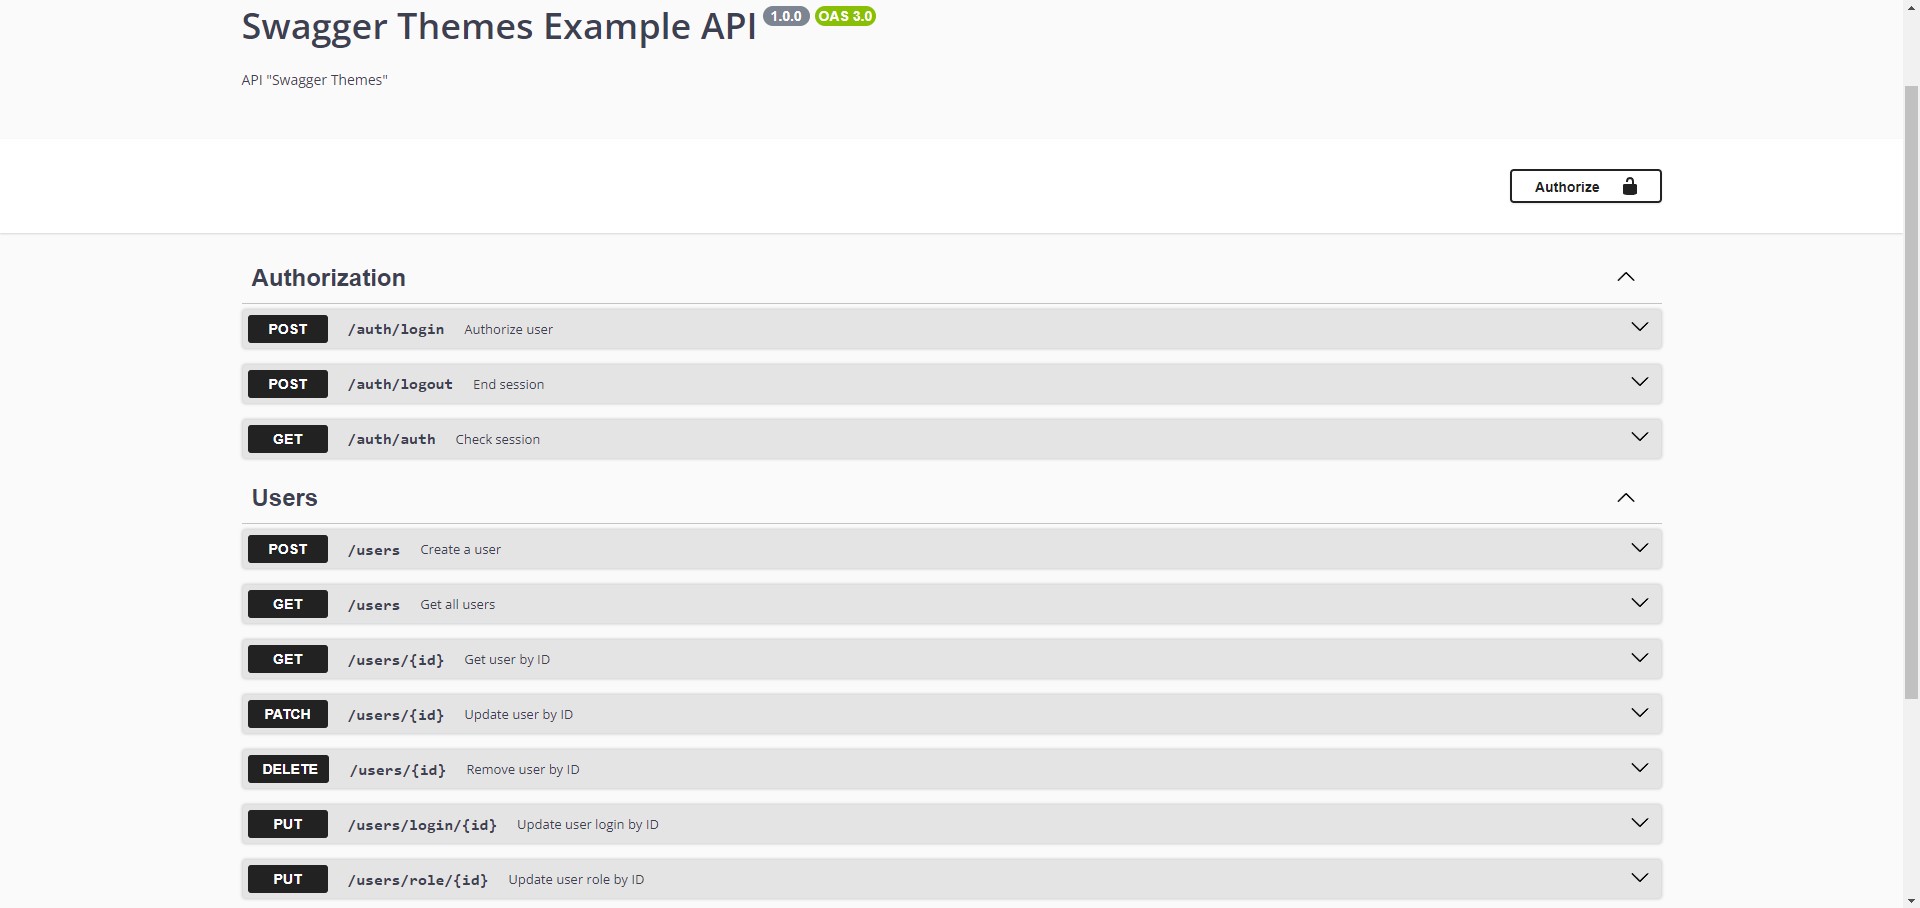 Swagger Themes Example API 1.0.0 OAS 3.0
API "Swagger Themes"
Authorize
Authorization
POST /auth/login Authorize user
POST /auth/logout End session
GET /auth/auth Check session
Users
POST /users Create a user
GET /users Get all users
GET /users/{id} Get user by ID
PATCH /users/{id} Update user by ID
DELETE /users/{id} Remove user by ID
PUT /users/login/{id} Update user login by ID
PUT /users/role/{id} Update user role by ID